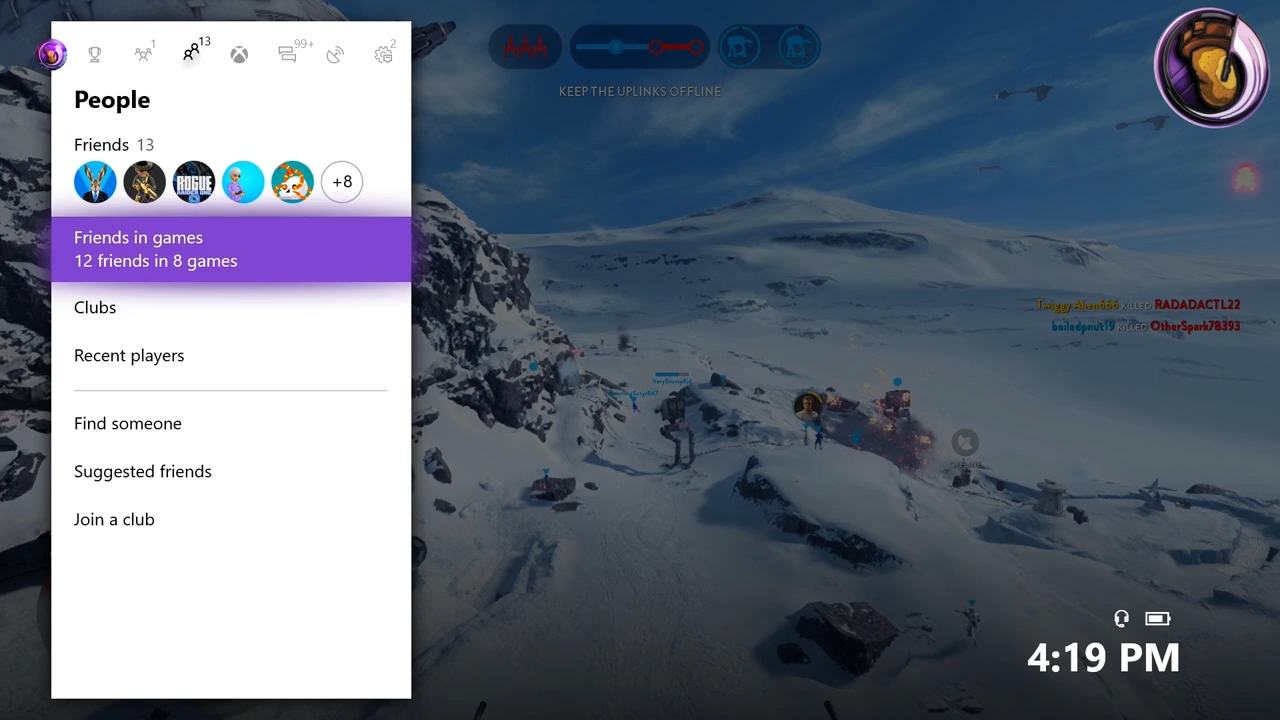 1
13
99+
2
People
Friends 13
ROGUE
+8
Friends in games
12 friends in 8 games
Clubs
Recent players
Find someone
Suggested friends
Join a club
KEEP THE UPLINKS OFFLINE
Twiggy Alien666 KILLED RADADACTL22
bailedpnut19 KILLED OtherSpark78393
4:19 PM